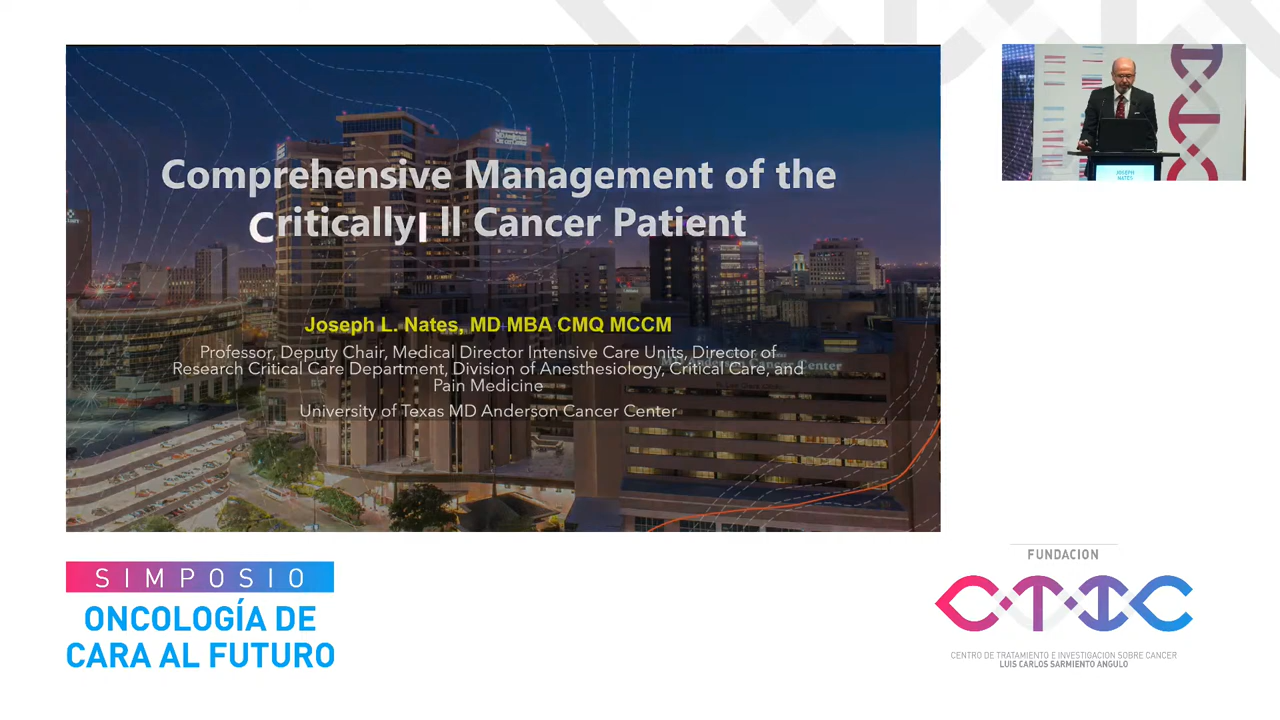 Comprehensive Management of the
Critically Ill Cancer Patient
Joseph L. Nates, MD MBA CMQ MCCM
Professor, Deputy Chair, Medical Director Intensive Care Units, Director of
Research Critical Care Department, Division of Anesthesiology, Critical Care, and
Pain Medicine
University of Texas MD Anderson Cancer Center
JOSEPH
NATES
SIMPOSIO
ONCOLOGÍA DE
CARA AL FUTURO
FUNDACION
CTIC
CENTRO DE TRATAMIENTO E INVESTIGACION SOBRE CANCER
LUIS CARLOS SARMIENTO ANGULO